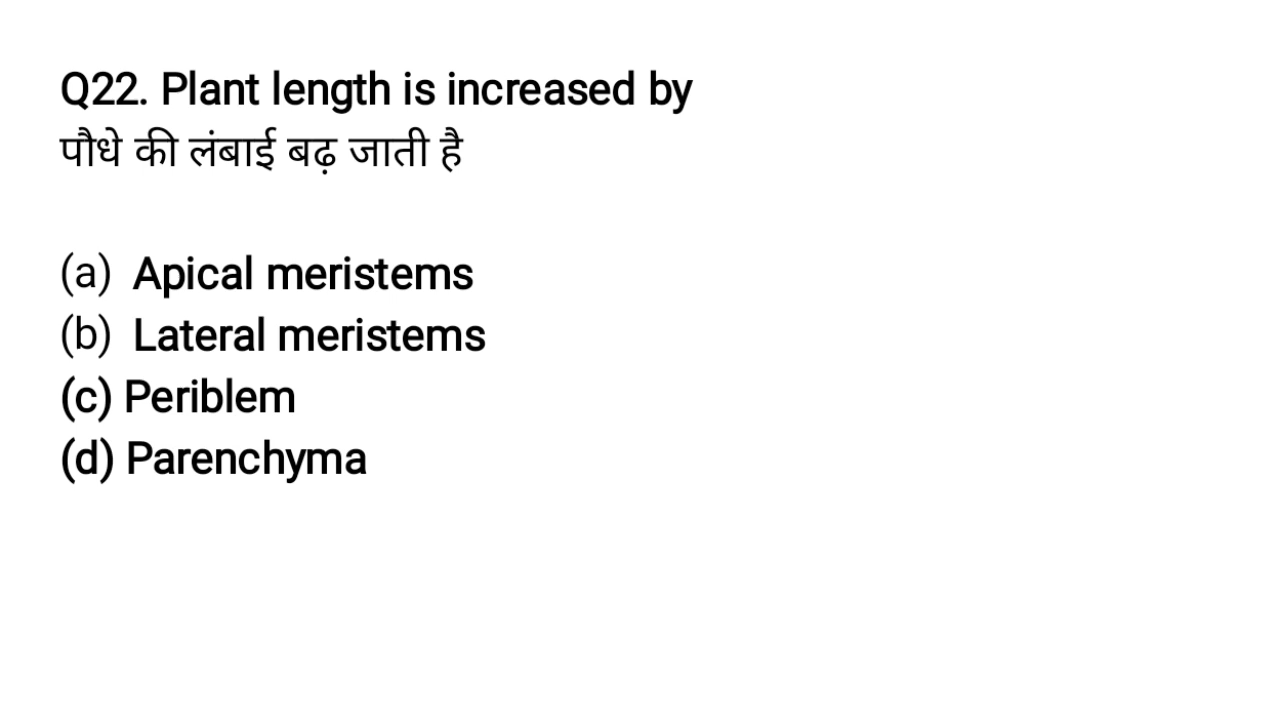 Q22. Plant length is increased by
पौधे की लंबाई बढ़ जाती है
(a) Apical meristems
(b) Lateral meristems
(c) Periblem
(d) Parenchyma